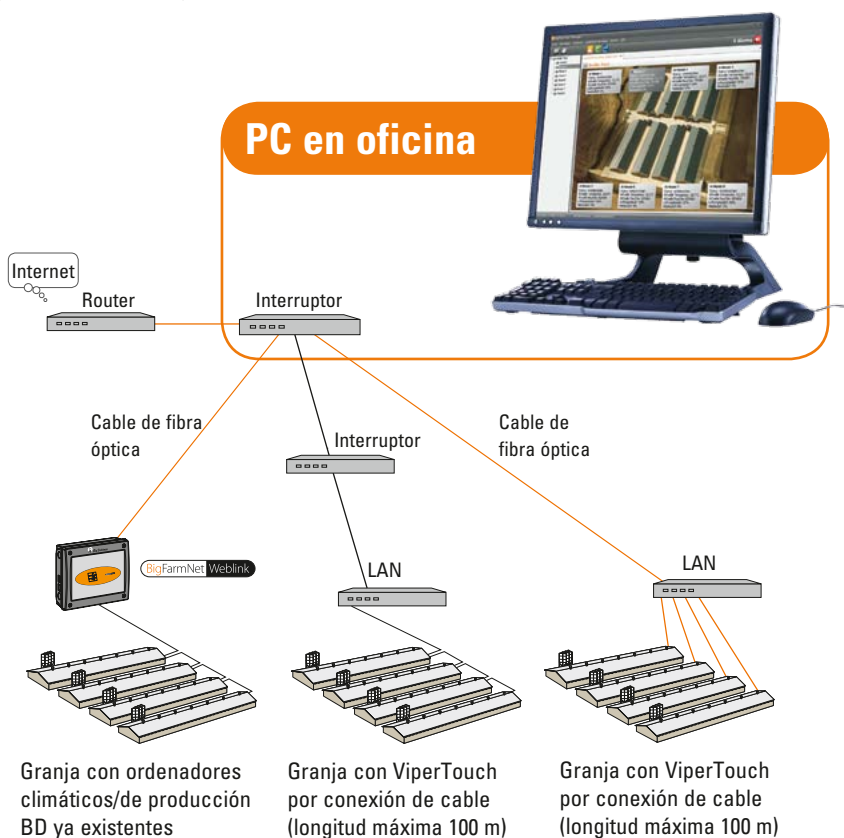 PC en oficina
Internet
Router
Interruptor
Cable de fibra
óptica
Interruptor
Cable de
fibra óptica
BigFarmNet Weblink
LAN
LAN
Granja con ordenadores
climáticos/de producción
BD ya existentes
Granja con ViperTouch
por conexión de cable
(longitud máxima 100 m)
Granja con ViperTouch
por conexión de cable
(longitud máxima 100 m)